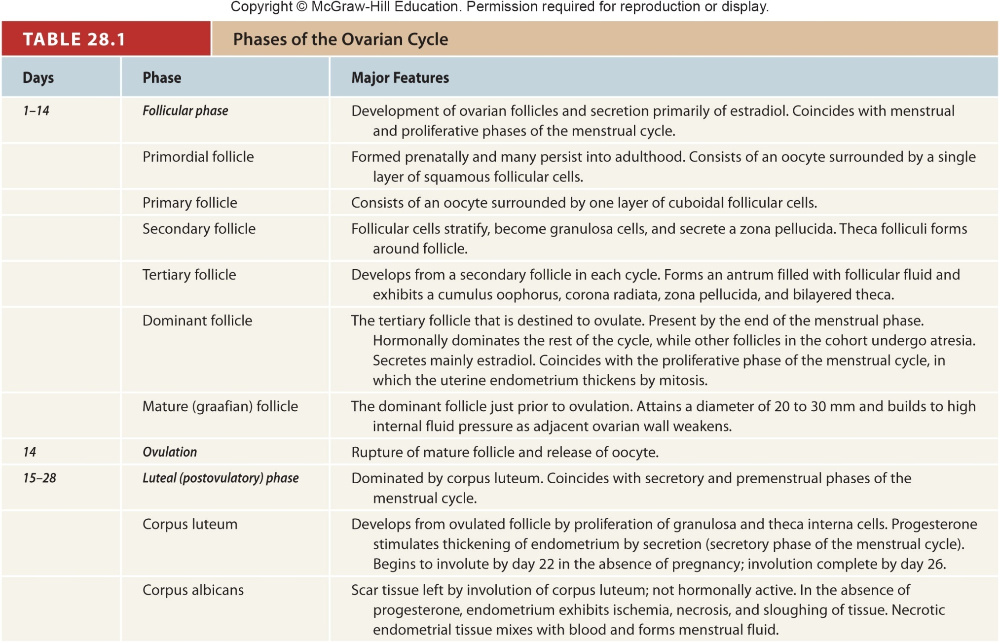 Copyright © McGraw-Hill Education. Permission required for reproduction or display.
TABLE 28.1 Phases of the Ovarian Cycle
Days Phase Major Features
1–14 Follicular phase Development of ovarian follicles and secretion primarily of estradiol. Coincides with menstrual
and proliferative phases of the menstrual cycle.
Primordial follicle Formed prenatally and many persist into adulthood. Consists of an oocyte surrounded by a single
layer of squamous follicular cells.
Primary follicle Consists of an oocyte surrounded by one layer of cuboidal follicular cells.
Secondary follicle Follicular cells stratify, become granulosa cells, and secrete a zona pellucida. Theca folliculi forms
around follicle.
Tertiary follicle Develops from a secondary follicle in each cycle. Forms an antrum filled with follicular fluid and
exhibits a cumulus oophorus, corona radiata, zona pellucida, and bilayered theca.
Dominant follicle The tertiary follicle that is destined to ovulate. Present by the end of the menstrual phase.
Hormonally dominates the rest of the cycle, while other follicles in the cohort undergo atresia.
Secretes mainly estradiol. Coincides with the proliferative phase of the menstrual cycle, in
which the uterine endometrium thickens by mitosis.
Mature (graafian) follicle The dominant follicle just prior to ovulation. Attains a diameter of 20 to 30 mm and builds to high
internal fluid pressure as adjacent ovarian wall weakens.
14 Ovulation Rupture of mature follicle and release of oocyte.
15–28 Luteal (postovulatory) phase Dominated by corpus luteum. Coincides with secretory and premenstrual phases of the
menstrual cycle.
Corpus luteum Develops from ovulated follicle by proliferation of granulosa and theca interna cells. Progesterone
stimulates thickening of endometrium by secretion (secretory phase of the menstrual cycle).
Begins to involute by day 22 in the absence of pregnancy; involution complete by day 26.
Corpus albicans Scar tissue left by involution of corpus luteum; not hormonally active. In the absence of
progesterone, endometrium exhibits ischemia, necrosis, and sloughing of tissue. Necrotic
endometrial tissue mixes with blood and forms menstrual fluid.